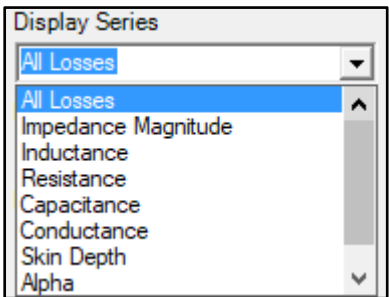 Display Series
All Losses
All Losses
Impedance Magnitude
Inductance
Resistance
Capacitance
Conductance
Skin Depth
Alpha